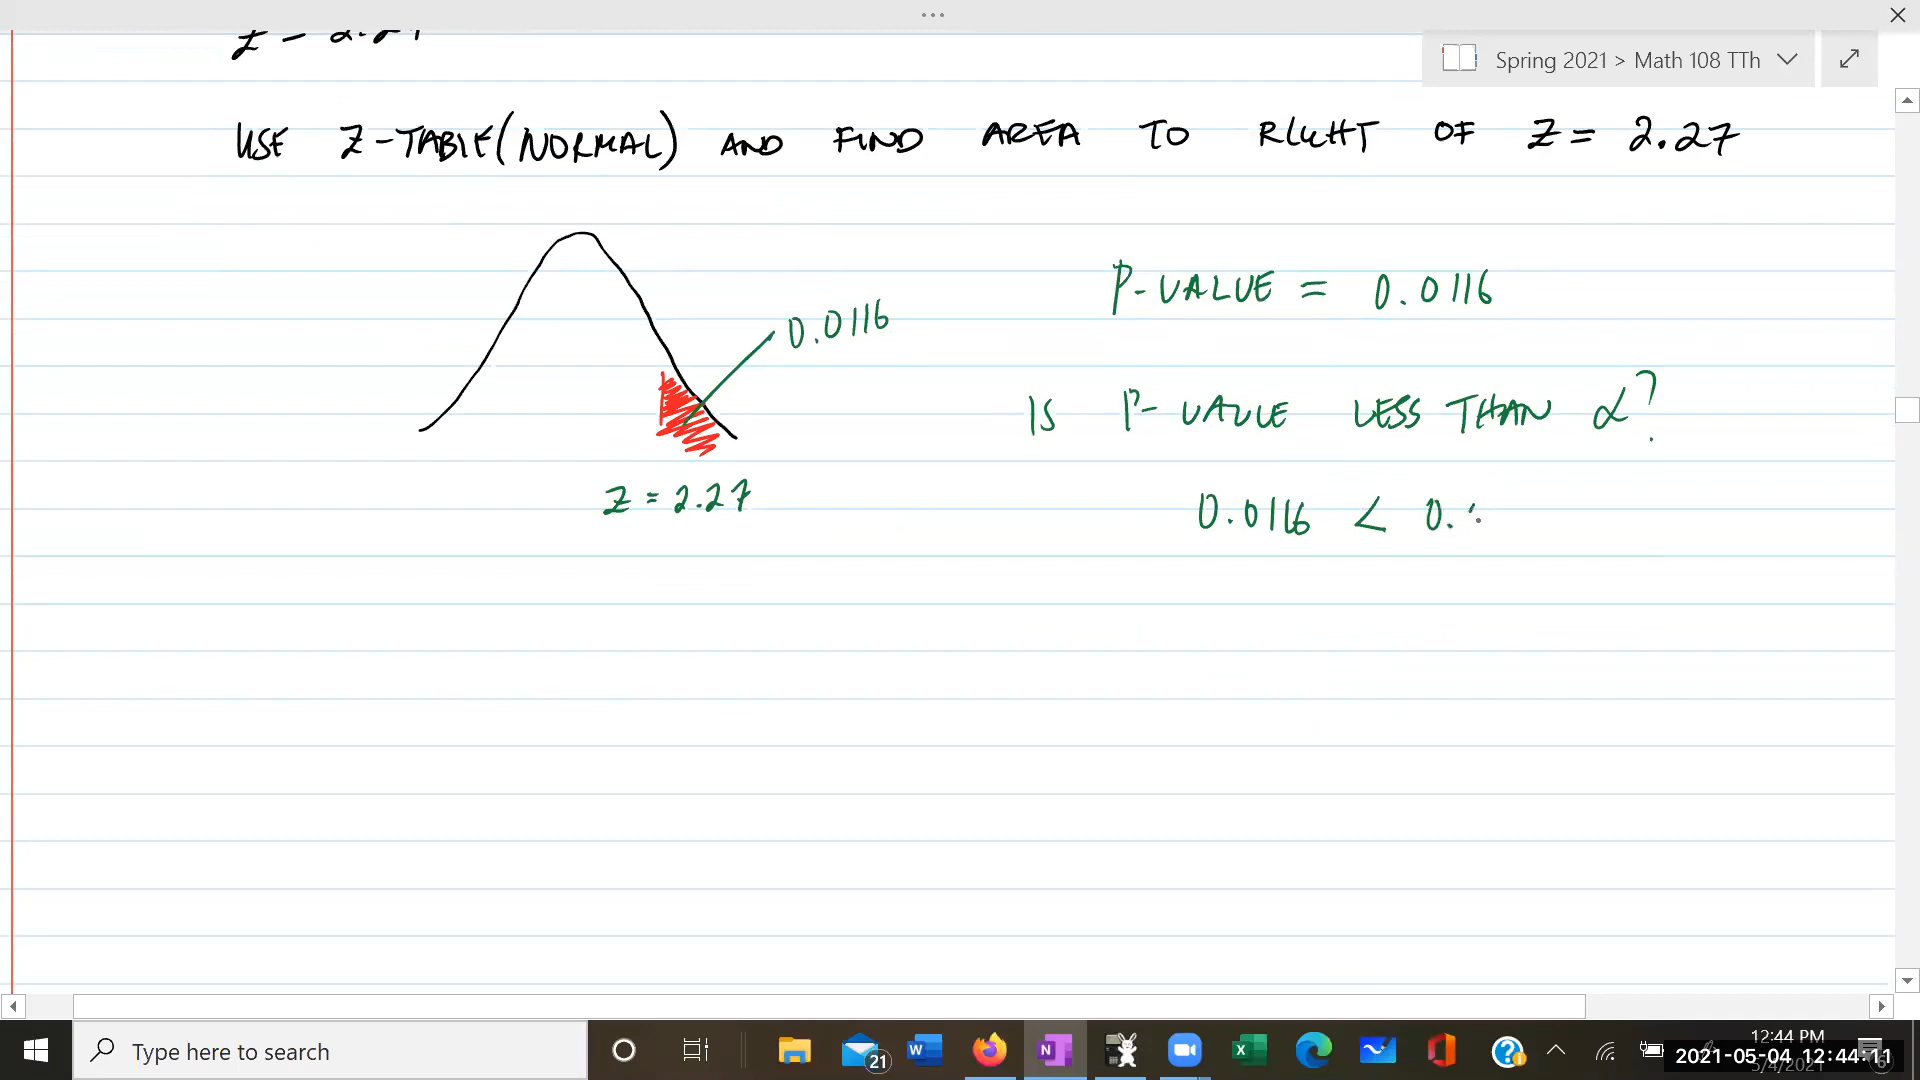 Spring 2021 > Math 108 TTh
USE Z-TABLE (NORMAL) AND FIND AREA TO RIGHT OF Z = 2.27
P-VALUE = 0.0116
0.0116
IS P-VALUE LESS THAN α?
Z = 2.27
0.0116 < 0.
Type here to search
21
12:44 PM
2021-05-04 12:44:11